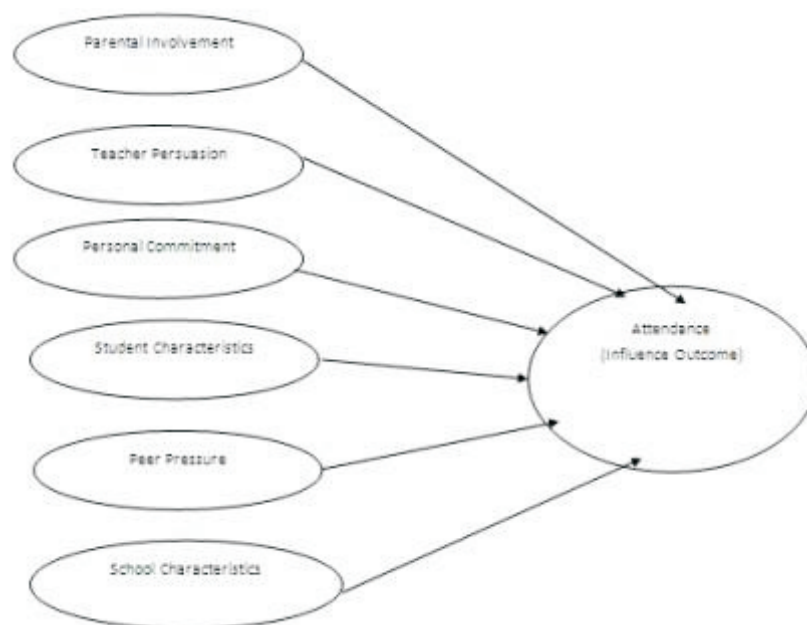 Parental Involvement
Teacher Persuasion
Personal Commitment
Student Characteristics
Peer Pressure
School Characteristics
Attendance
(Influence Outcome)